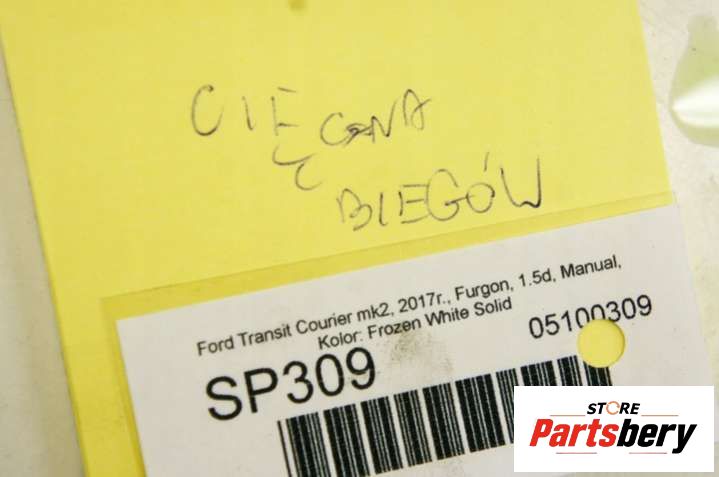 CIĘGNA
BIEGÓW
Ford Transit Courier mk2, 2017r., Furgon, 1.5d, Manual,
Kolor: Frozen White Solid
SP309
05100309
STORE
Partsbery